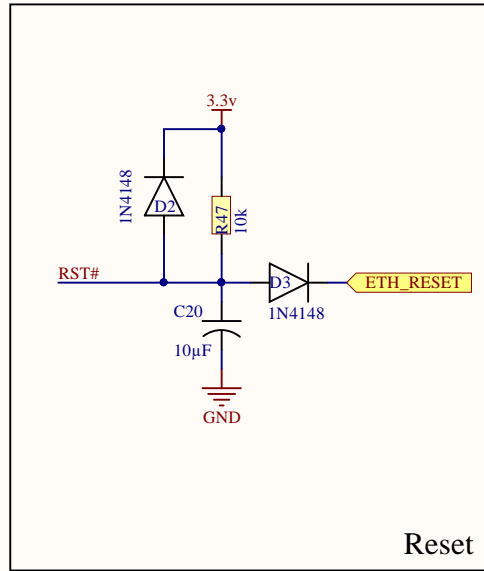 3.3v
1N4148
D2
R47
10k
RST#
D3
ETH_RESET
C20
1N4148
10µF
GND
Reset